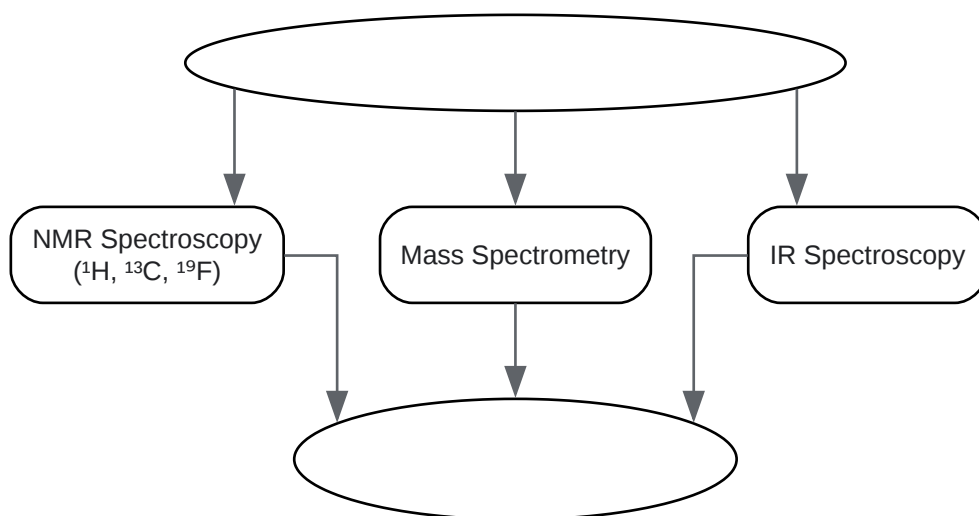 NMR Spectroscopy
(¹H, ¹³C, ¹⁹F)
Mass Spectrometry
IR Spectroscopy